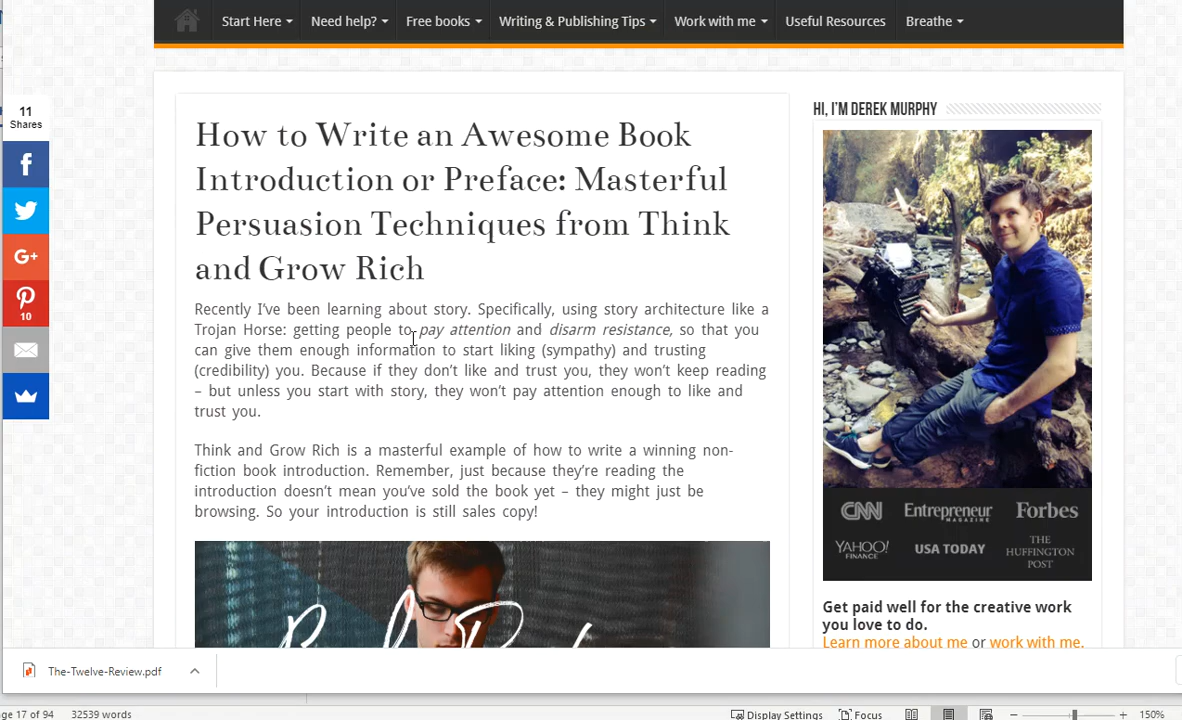 Start Here
Need help?
Free books
Writing & Publishing Tips
Work with me
Useful Resources
Breathe
11
Shares
f
G+
10
How to Write an Awesome Book
Introduction or Preface: Masterful
Persuasion Techniques from Think
and Grow Rich
Recently I've been learning about story. Specifically, using story architecture like a
Trojan Horse: getting people to pay attention and disarm resistance, so that you
can give them enough information to start liking (sympathy) and trusting
(credibility) you. Because if they don't like and trust you, they won't keep reading
– but unless you start with story, they won't pay attention enough to like and
trust you.
Think and Grow Rich is a masterful example of how to write a winning non-
fiction book introduction. Remember, just because they're reading the
introduction doesn't mean you've sold the book yet – they might just be
browsing. So your introduction is still sales copy!
HI, I'M DEREK MURPHY
CNN
Entrepreneur
MAGAZINE
Forbes
YAHOO!
FINANCE
USA TODAY
THE
HUFFINGTON
POST
Get paid well for the creative work
you love to do.
Learn more about me or work with me.
The-Twelve-Review.pdf
ge 17 of 94
32539 words
Display Settings
Focus
150%